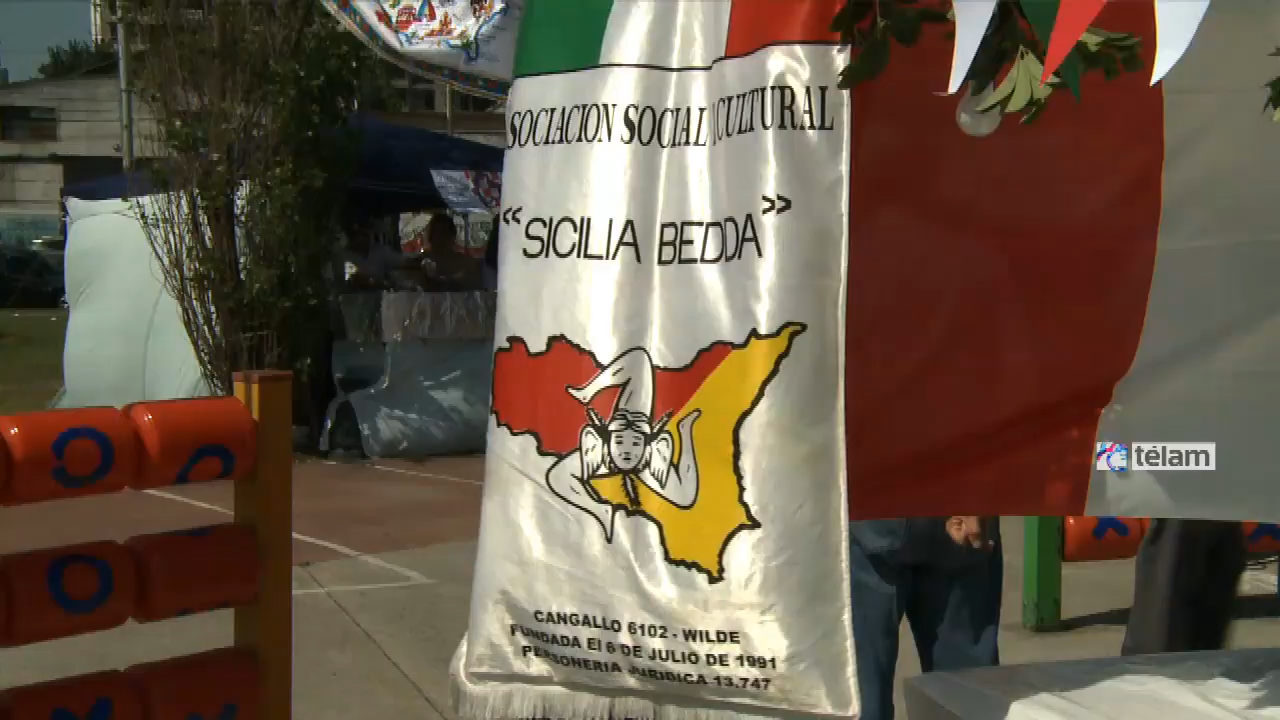 SOCIACION SOCIAL CULTURAL
"SICILIA BEDDA"
CANGALLO 6102 - WILDE
FUNDADA El 6 DE JULIO DE 1991
PERSONERIA JURIDICA 13.747
télam